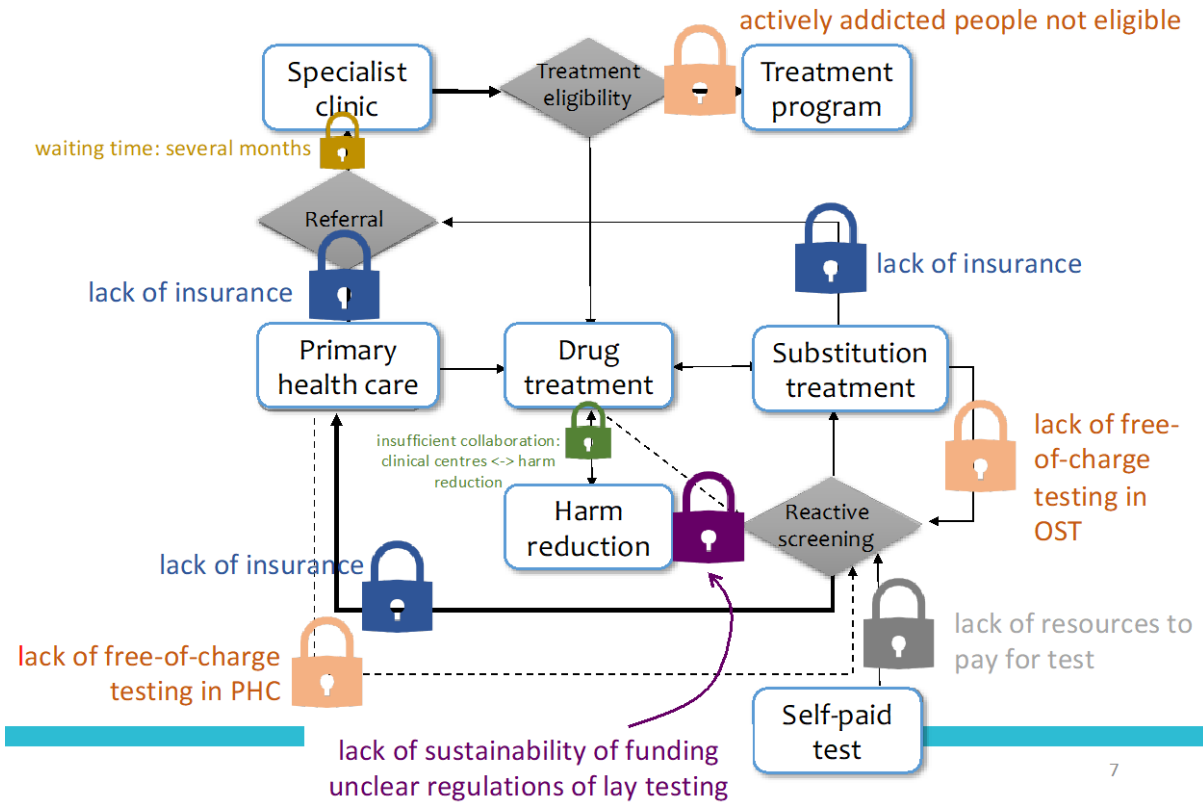 actively addicted people not eligible
Specialist
clinic
Treatment
eligibility
Treatment
program
waiting time: several months
Referral
lack of insurance
lack of insurance
Primary
health care
Drug
treatment
Substitution
treatment
insufficient collaboration:
clinical centres <-> harm
reduction
lack of free-
of-charge
testing in
OST
Harm
reduction
Reactive
screening
lack of insurance
lack of free-of-charge
testing in PHC
lack of resources to
pay for test
Self-paid
test
lack of sustainability of funding
unclear regulations of lay testing
7